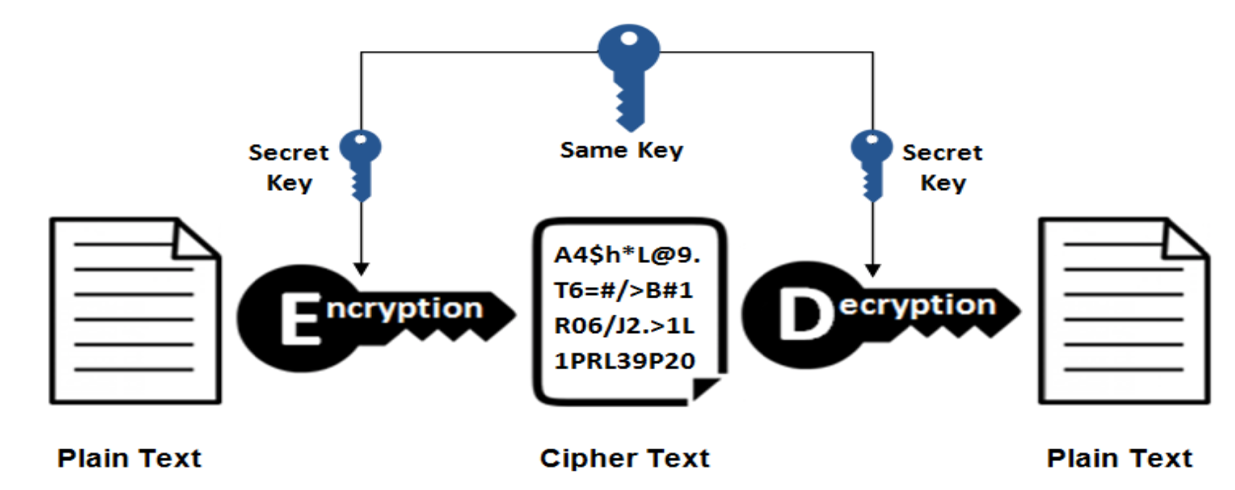 Same Key
Secret
Key
Secret
Key
Encryption
A4$h*L@9.
T6=#/>B#1
R06/J2.>1L
1PRL39P20
Decryption
Plain Text
Cipher Text
Plain Text